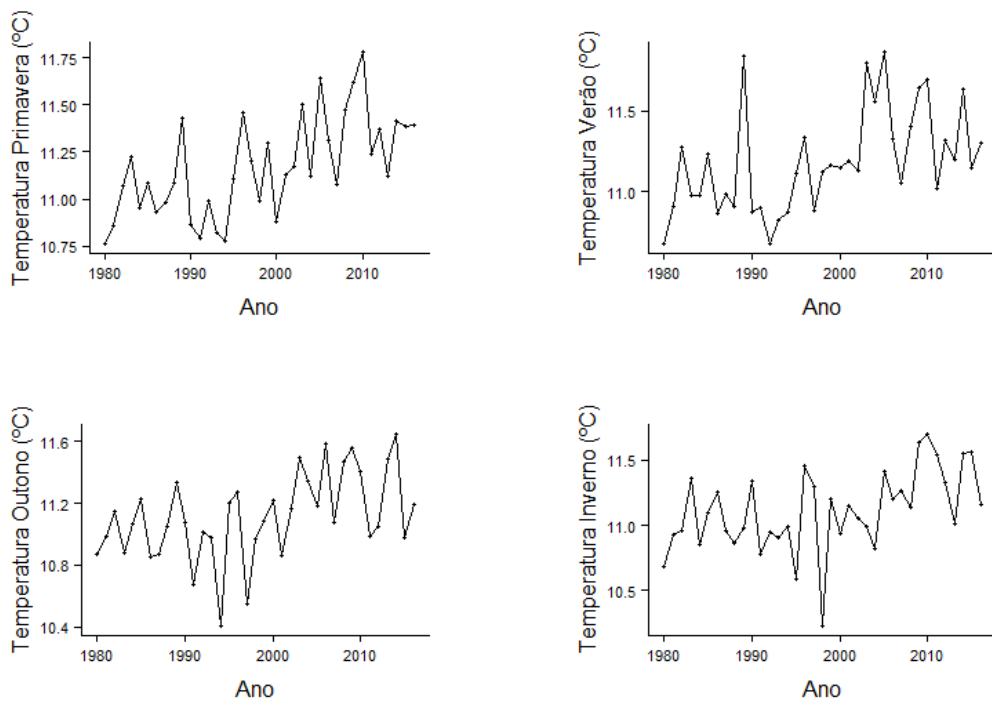 Temperatura Primavera (ºC)
11.75
11.50
11.25
11.00
10.75
1980 1990 2000 2010
Ano
Temperatura Verão (ºC)
11.5
11.0
1980 1990 2000 2010
Ano
Temperatura Outono (ºC)
11.6
11.2
10.8
10.4
1980 1990 2000 2010
Ano
Temperatura Inverno (ºC)
11.5
11.0
10.5
1980 1990 2000 2010
Ano